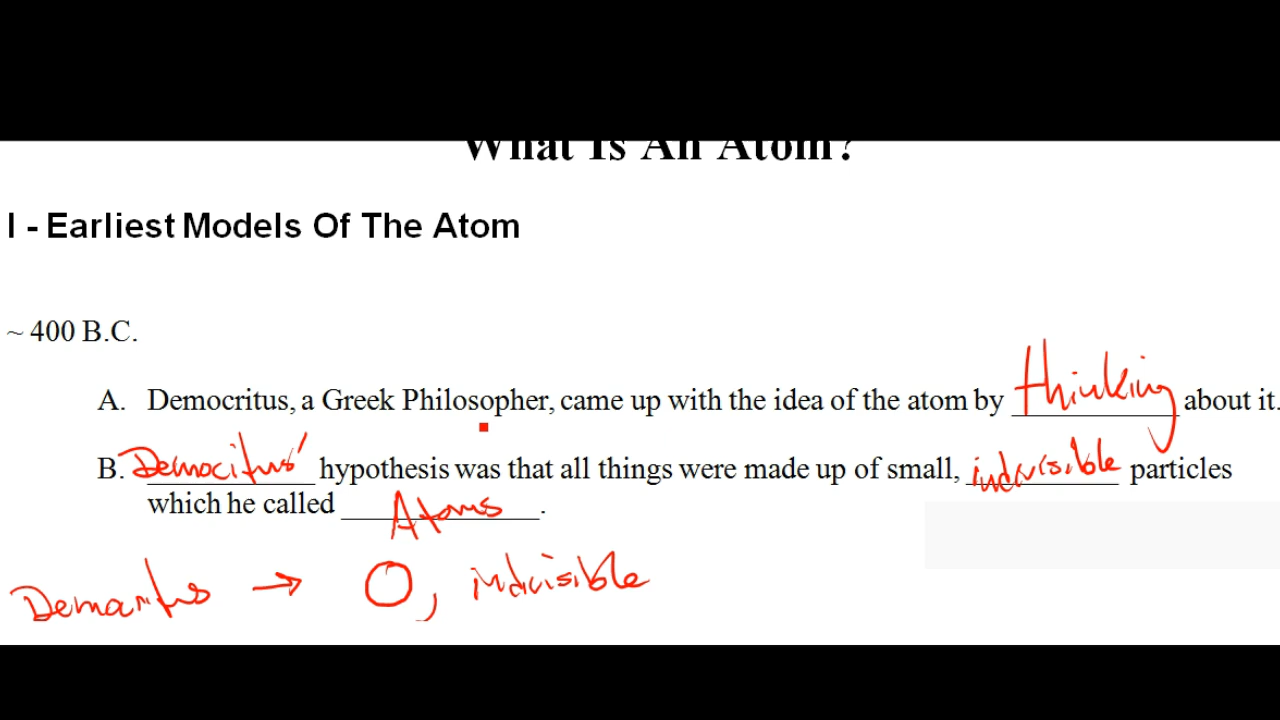 What Is An Atom?
I - Earliest Models Of The Atom
~ 400 B.C.
A. Democritus, a Greek Philosopher, came up with the idea of the atom by thinking about it.
B. Democitus' hypothesis was that all things were made up of small, indivisible particles
which he called Atoms.
→ O, indivisible